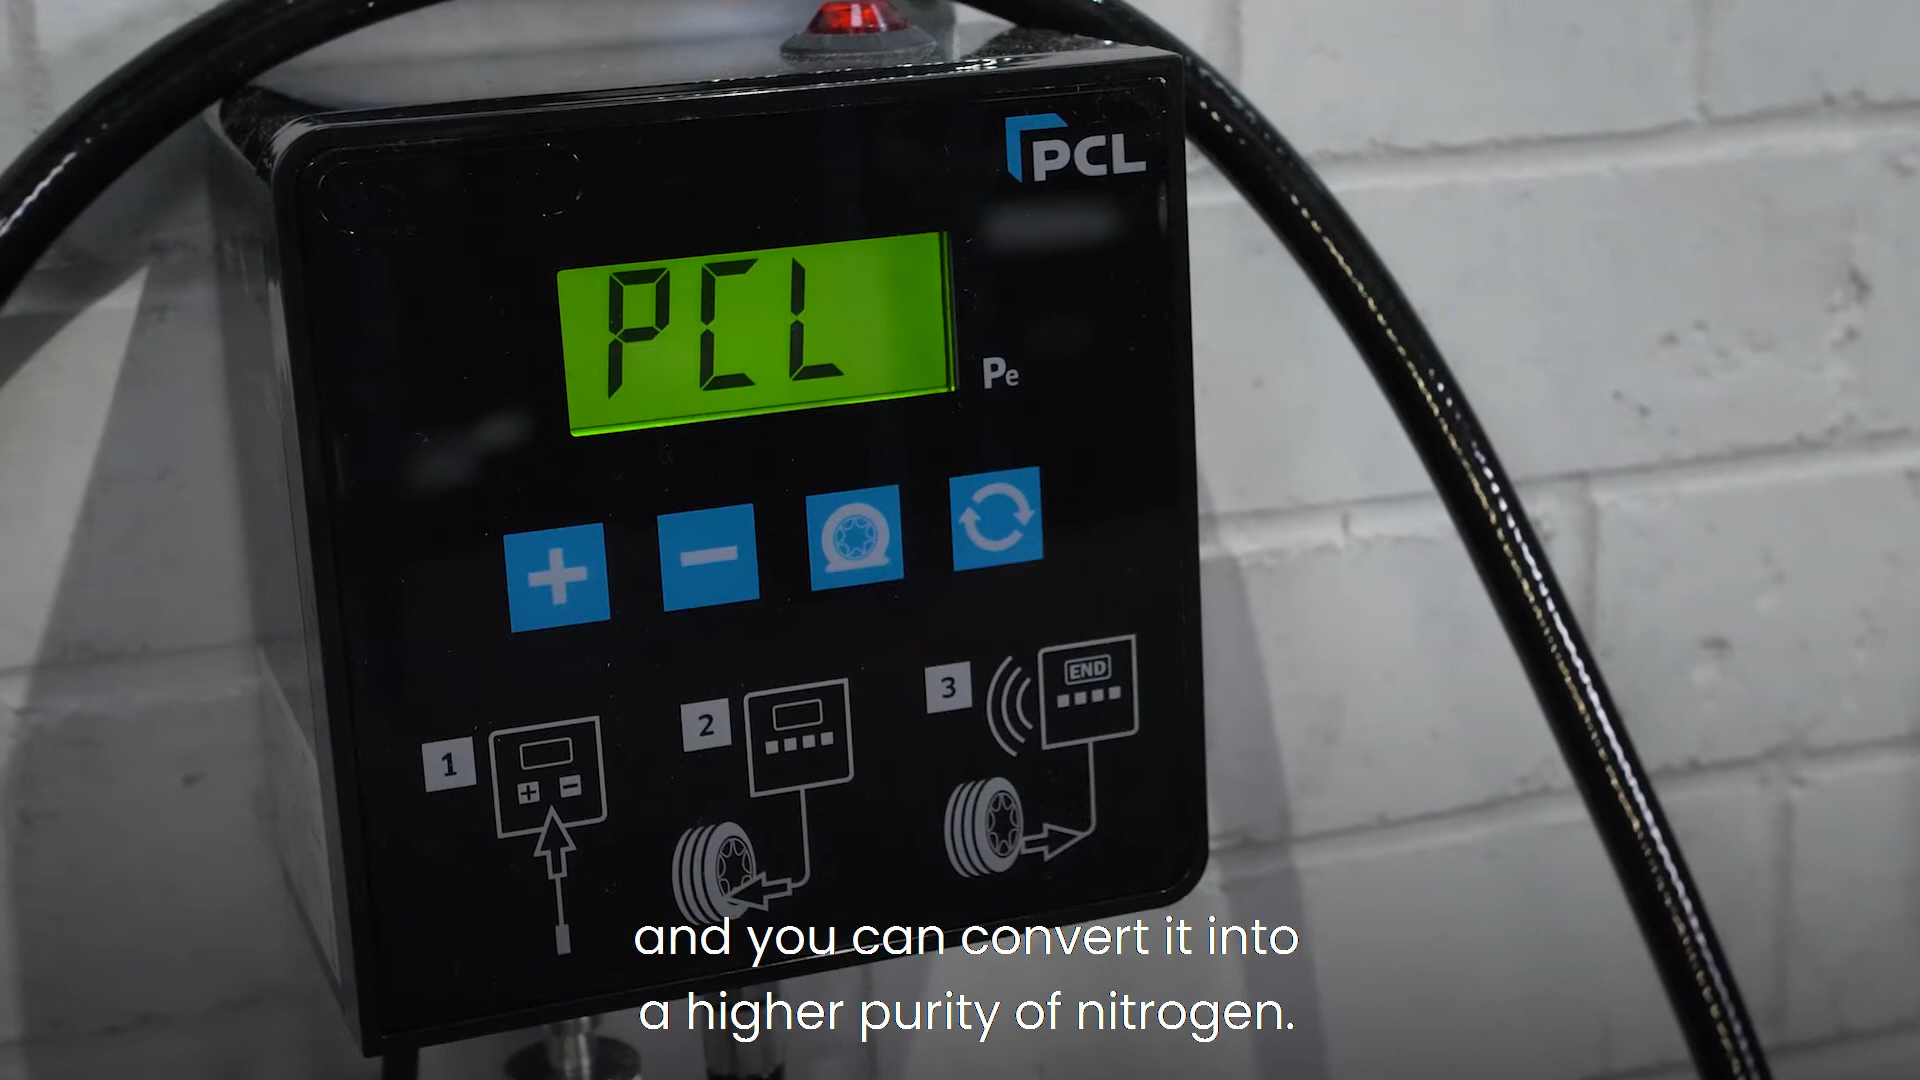 PCL
PCL
Pe
+ −
1
2
3
END
+ −
and you can convert it into
a higher purity of nitrogen.